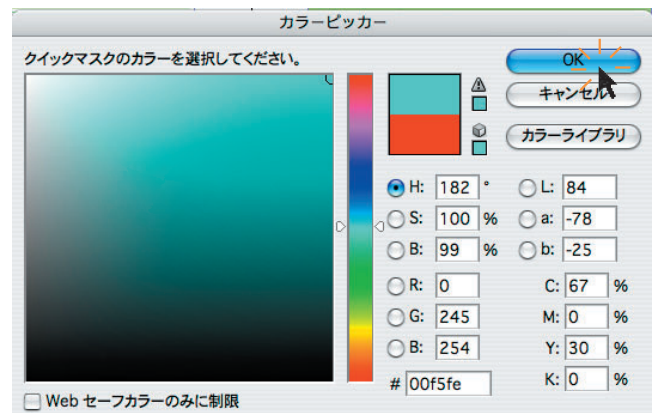 カラーピッカー
クイックマスクのカラーを選択してください。
OK
キャンセル
カラーライブラリ
H: 182 °
S: 100 %
B: 99 %
R: 0
G: 245
B: 254
# 00f5fe
L: 84
a: -78
b: -25
C: 67 %
M: 0 %
Y: 30 %
K: 0 %
Web セーフカラーのみに制限